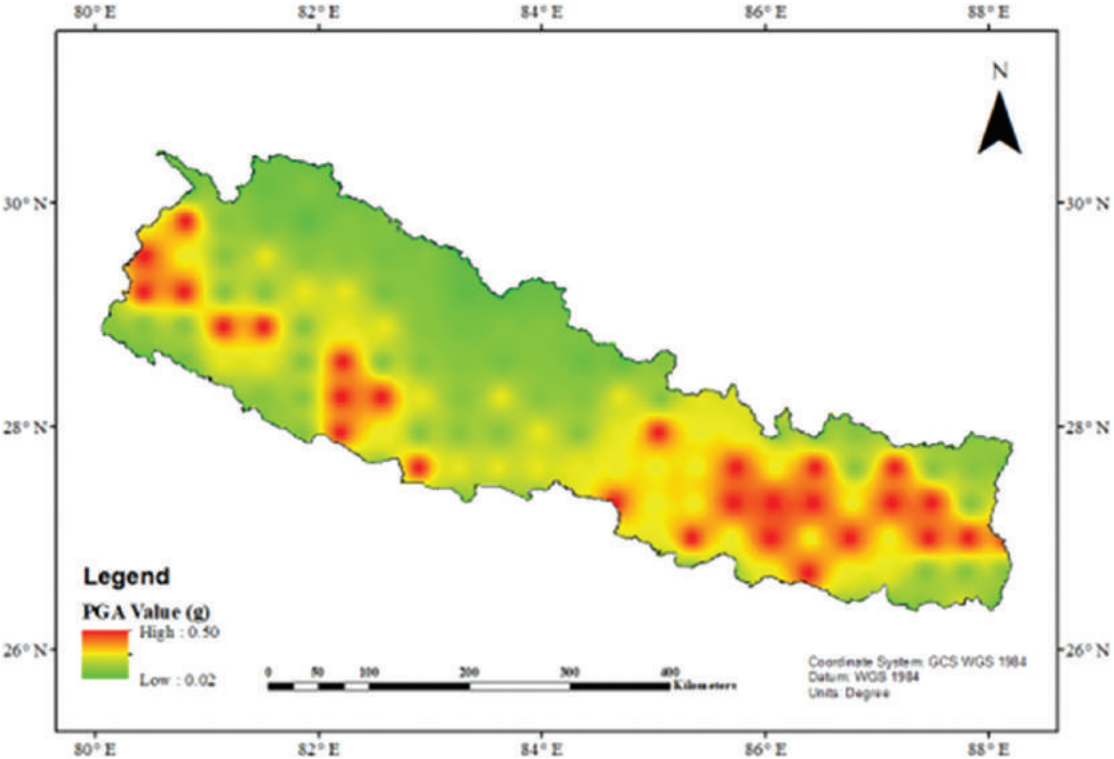 80° E 82° E 84° E 86° E 88° E
N
30° N 30° N
28° N 28° N
Legend
PGA Value (g)
High : 0.50
Low : 0.02
26° N 26° N
0 50 100 200 300 400
Kilometers
Coordinate System: GCS WGS 1984
Datum: WGS 1984
Units: Degree
80° E 82° E 84° E 86° E 88° E